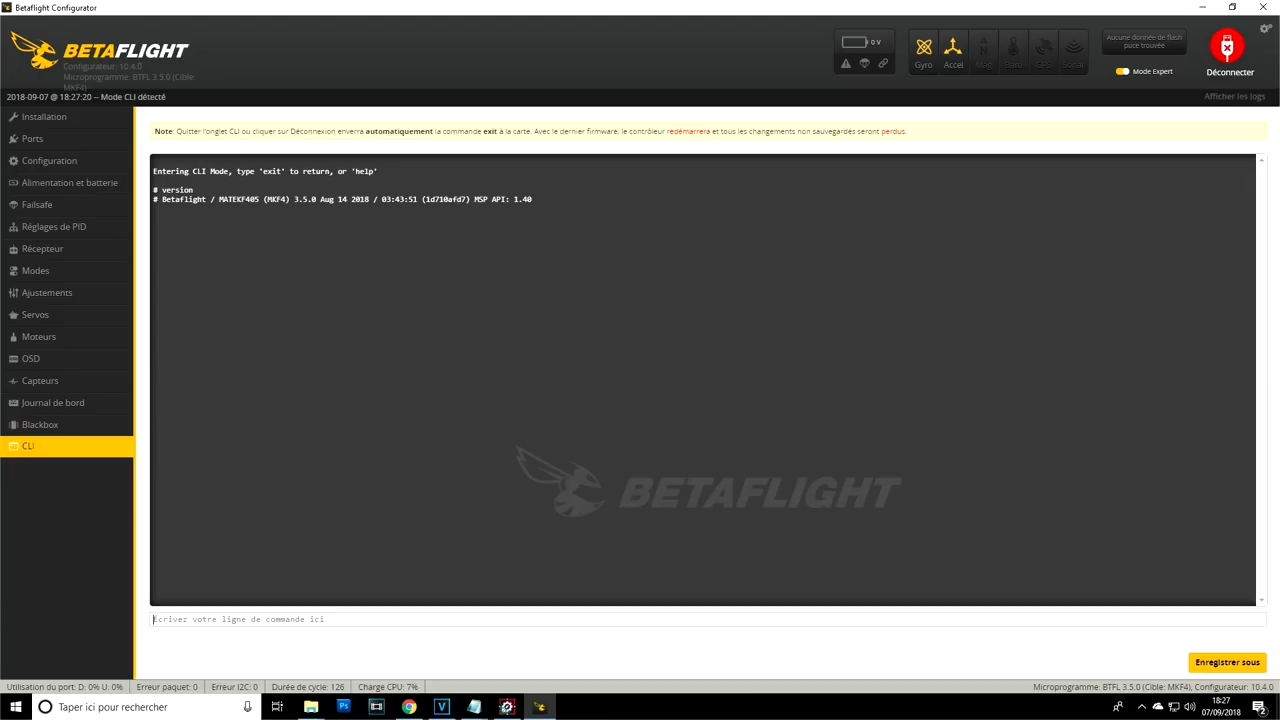 Betaflight Configurator
BETAFLIGHT
Configurateur: 10.4.0
Microprogramme: BTFL 3.5.0 (Cible:
MKF4)
0 V
Gyro
Accel
Mag
Baro
GPS
Sonar
Aucune donnée de flash
puce trouvée
Mode Expert
Déconnecter
2018-09-07 @ 18:27:20 -- Mode CLI détecté
Afficher les logs
Installation
Ports
Configuration
Alimentation et batterie
Failsafe
Réglages de PID
Récepteur
Modes
Ajustements
Servos
Moteurs
OSD
Capteurs
Journal de bord
Blackbox
CLI
Note: Quitter l'onglet CLI ou cliquer sur Déconnexion enverra automatiquement la commande exit à la carte. Avec le dernier firmware, le contrôleur redémarrera et tous les changements non sauvegardés seront perdus.
Entering CLI Mode, type 'exit' to return, or 'help'
# version
# Betaflight / MATEKF405 (MKF4) 3.5.0 Aug 14 2018 / 03:43:51 (1d710afd7) MSP API: 1.40
BETAFLIGHT
Ecrivez votre ligne de commande ici
Enregistrer sous
Utilisation du port: D: 0% U: 0%
Erreur paquet: 0
Erreur I2C: 0
Durée de cycle: 126
Charge CPU: 7%
Microprogramme: BTFL 3.5.0 (Cible: MKF4), Configurateur: 10.4.0
Taper ici pour rechercher
18:27
07/09/2018
2